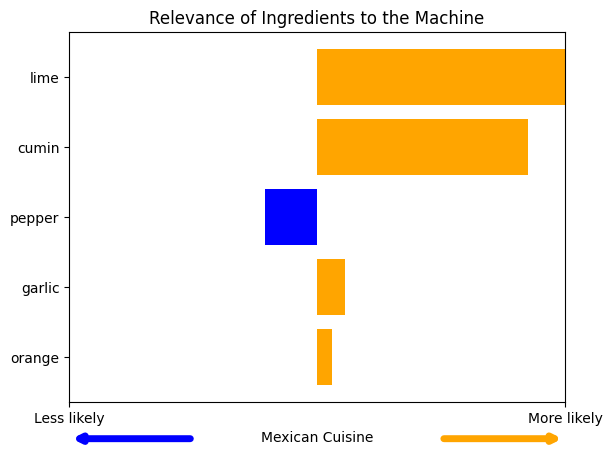 Relevance of Ingredients to the Machine
lime
cumin
pepper
garlic
orange
Less likely
More likely
Mexican Cuisine